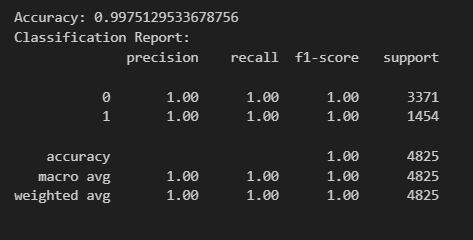 Accuracy: 0.9975129533678756
Classification Report:
precision recall f1-score support
0 1.00 1.00 1.00 3371
1 1.00 1.00 1.00 1454
accuracy 1.00 4825
macro avg 1.00 1.00 1.00 4825
weighted avg 1.00 1.00 1.00 4825